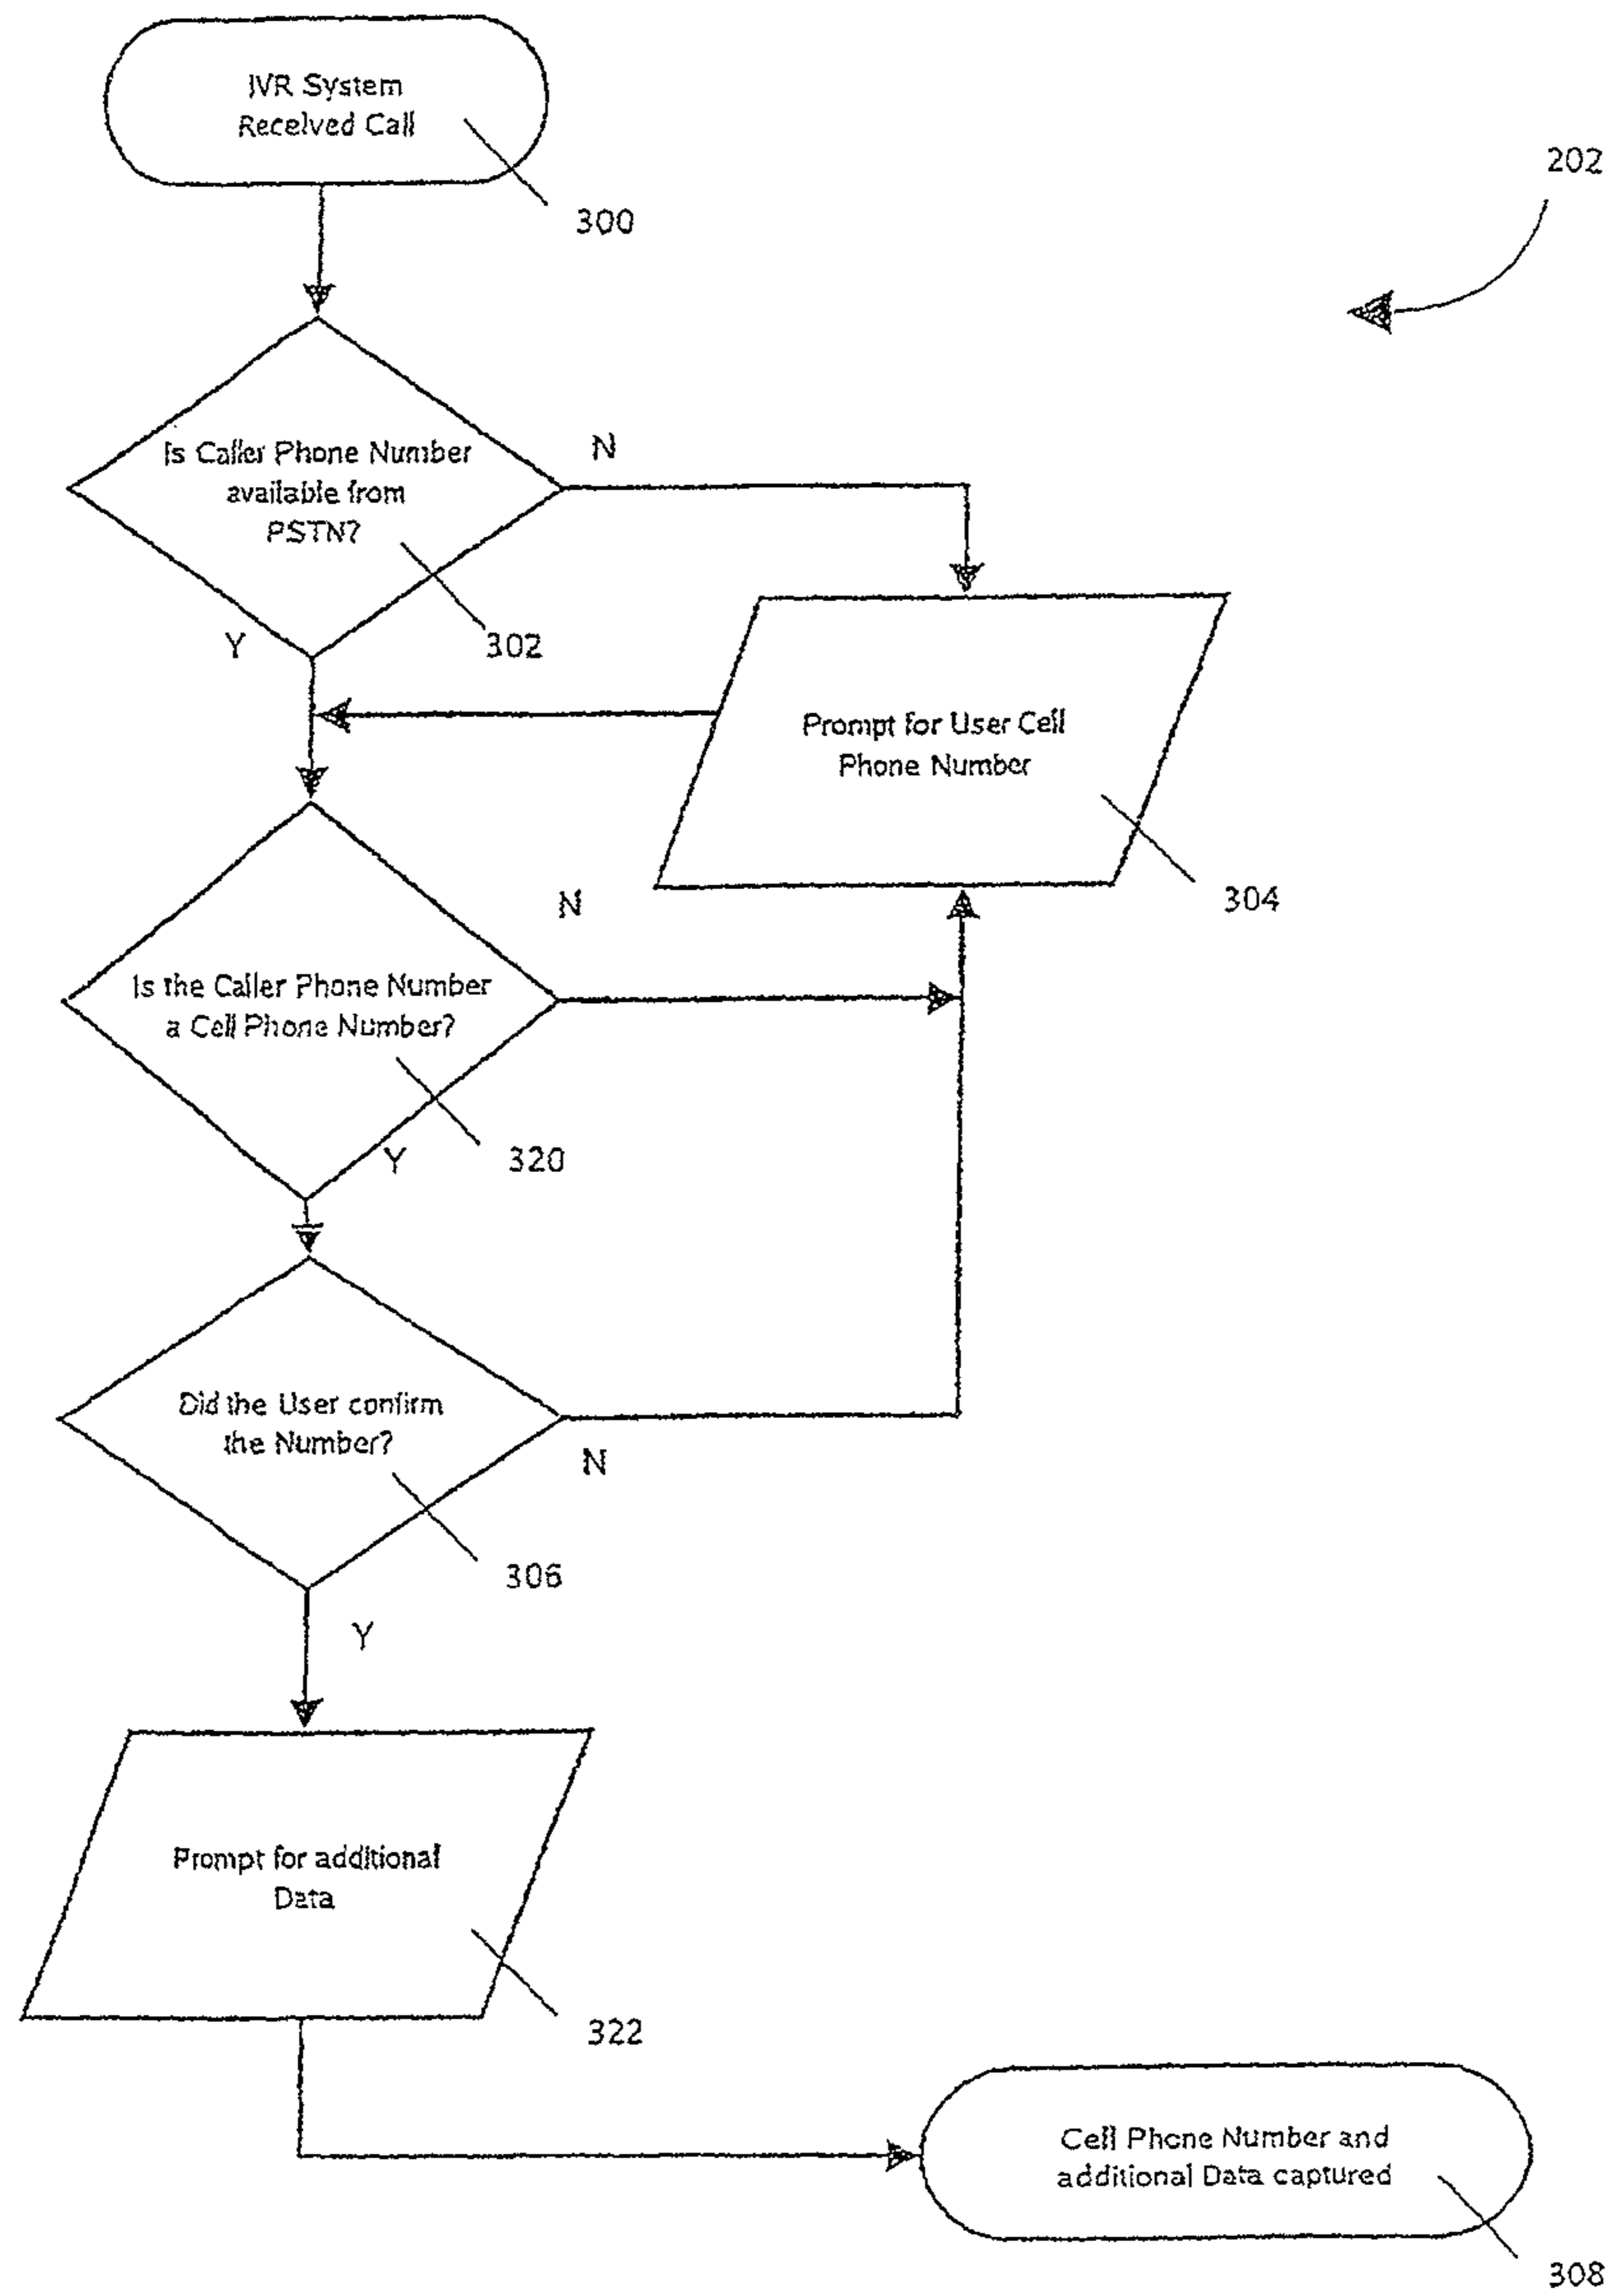 IVR System
Received Call
300
202
Is Caller Phone Number
available from
PSTN?
N
302
Y
Prompt for User Cell
Phone Number
304
N
Is the Caller Phone Number
a Cell Phone Number?
320
Y
Did the User confirm
the Number?
N
306
Y
Prompt for additional
Data
322
Cell Phone Number and
additional Data captured
308